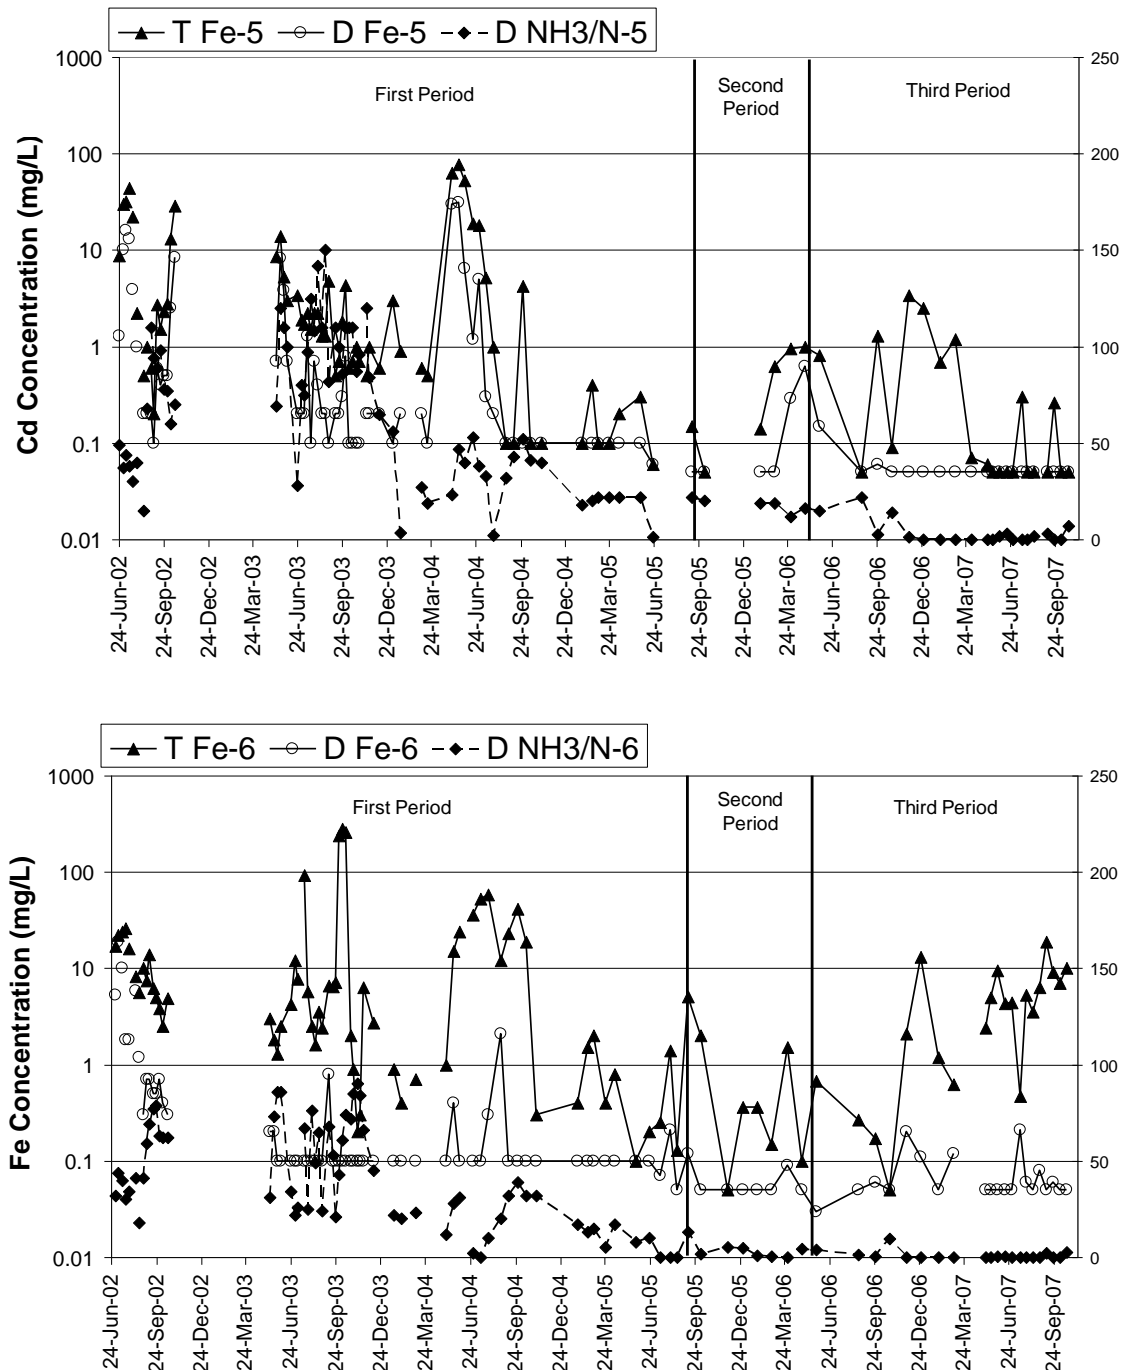 T Fe-5 D Fe-5 D NH3/N-5
1000 250
First Period Second Period Third Period
100 200
10 150
1 100
0.1 50
0.01 0
Cd Concentration (mg/L)
24-Jun-02 24-Sep-02 24-Dec-02 24-Mar-03 24-Jun-03 24-Sep-03 24-Dec-03 24-Mar-04 24-Jun-04 24-Sep-04 24-Dec-04 24-Mar-05 24-Jun-05 24-Sep-05 24-Dec-05 24-Mar-06 24-Jun-06 24-Sep-06 24-Dec-06 24-Mar-07 24-Jun-07 24-Sep-07
T Fe-6 D Fe-6 D NH3/N-6
1000 250
First Period Second Period Third Period
100 200
10 150
1 100
0.1 50
0.01 0
Fe Concentration (mg/L)
24-Jun-02 24-Sep-02 24-Dec-02 24-Mar-03 24-Jun-03 24-Sep-03 24-Dec-03 24-Mar-04 24-Jun-04 24-Sep-04 24-Dec-04 24-Mar-05 24-Jun-05 24-Sep-05 24-Dec-05 24-Mar-06 24-Jun-06 24-Sep-06 24-Dec-06 24-Mar-07 24-Jun-07 24-Sep-07